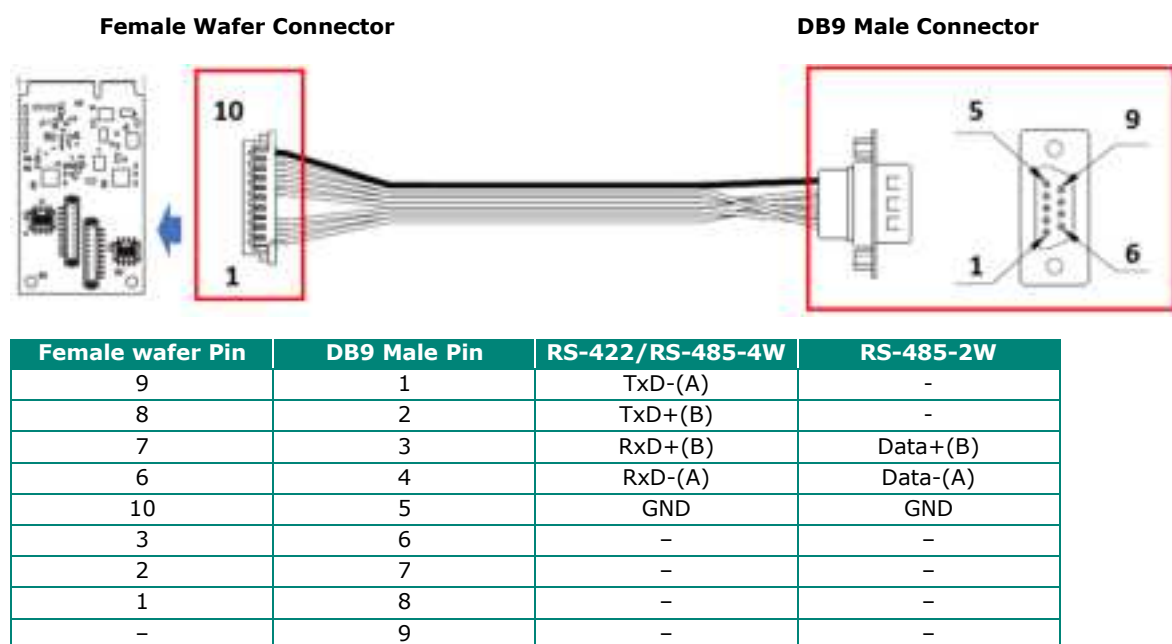 Female Wafer Connector DB9 Male Connector
10 5 9
1 1 6
Female wafer Pin DB9 Male Pin RS-422/RS-485-4W RS-485-2W
9 1 TxD-(A) -
8 2 TxD+(B) -
7 3 RxD+(B) Data+(B)
6 4 RxD-(A) Data-(A)
10 5 GND GND
3 6 – –
2 7 – –
1 8 – –
– 9 – –